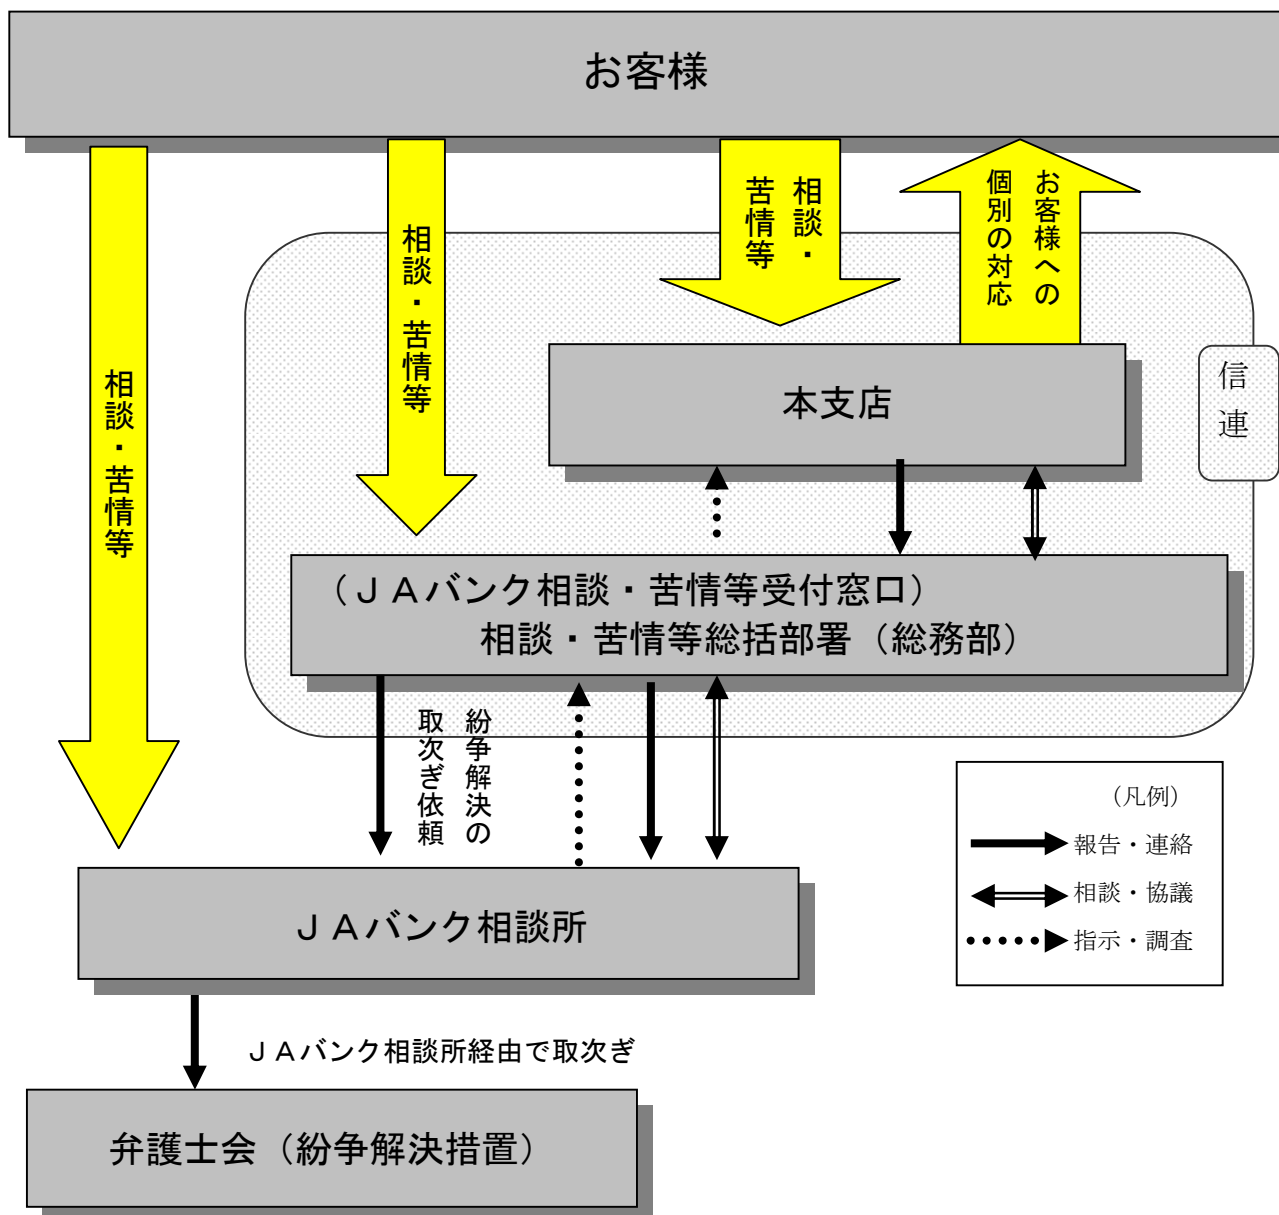 お客様
相談・苦情等
相談・苦情等
相談・
苦情等
お客様への
個別の対応
本支店
信連
（ＪＡバンク相談・苦情等受付窓口）
相談・苦情等総括部署（総務部）
紛争解決の
取次ぎ依頼
（凡例）
報告・連絡
相談・協議
指示・調査
ＪＡバンク相談所
ＪＡバンク相談所経由で取次ぎ
弁護士会（紛争解決措置）